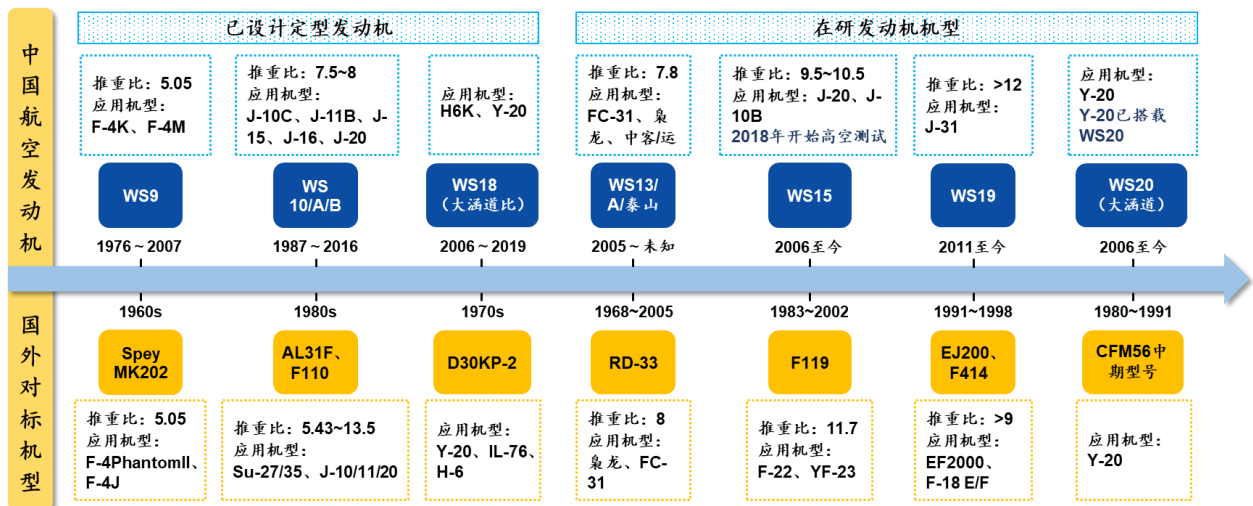 中国航空发动机
已设计定型发动机
在研发动机机型
推重比：5.05
应用机型：
F-4K、F-4M
推重比：7.5~8
应用机型：
J-10C、J-11B、J-
15、J-16、J-20
应用机型：
H6K、Y-20
推重比：7.8
应用机型：
FC-31、枭
龙、中客/运
推重比：9.5~10.5
应用机型：J-20、J-
10B
2018年开始高空测试
推重比：>12
应用机型：
J-31
应用机型：
Y-20
Y-20已搭载
WS20
WS9
WS
10/A/B
WS18
（大涵道比）
WS13/
A/泰山
WS15
WS19
WS20
（大涵道）
1976～2007
1987～2016
2006～2019
2005～未知
2006至今
2011至今
2006至今
国外对标机型
1960s
1980s
1970s
1968~2005
1983~2002
1991~1998
1980~1991
Spey
MK202
AL31F、
F110
D30KP-2
RD-33
F119
EJ200、
F414
CFM56中
期型号
推重比：5.05
应用机型：
F-4PhantomII、
F-4J
推重比：5.43~13.5
应用机型：
Su-27/35、J-10/11/20
应用机型：
Y-20、IL-76、
H-6
推重比：8
应用机型：
枭龙、FC-
31
推重比：11.7
应用机型：
F-22、YF-23
推重比：>9
应用机型：
EF2000、
F-18 E/F
应用机型：
Y-20